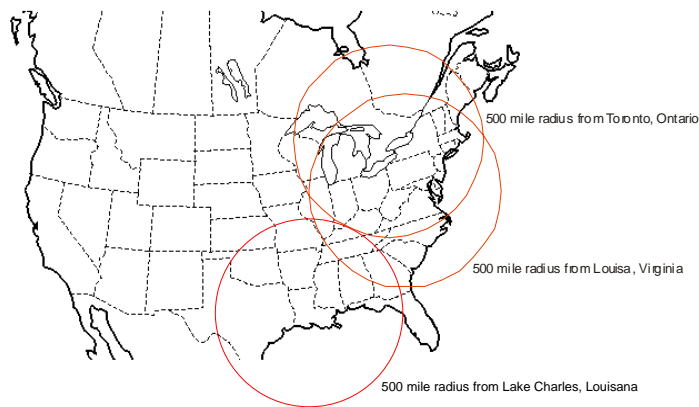 500 mile radius from Toronto, Ontario
500 mile radius from Louisa, Virginia
500 mile radius from Lake Charles, Louisana